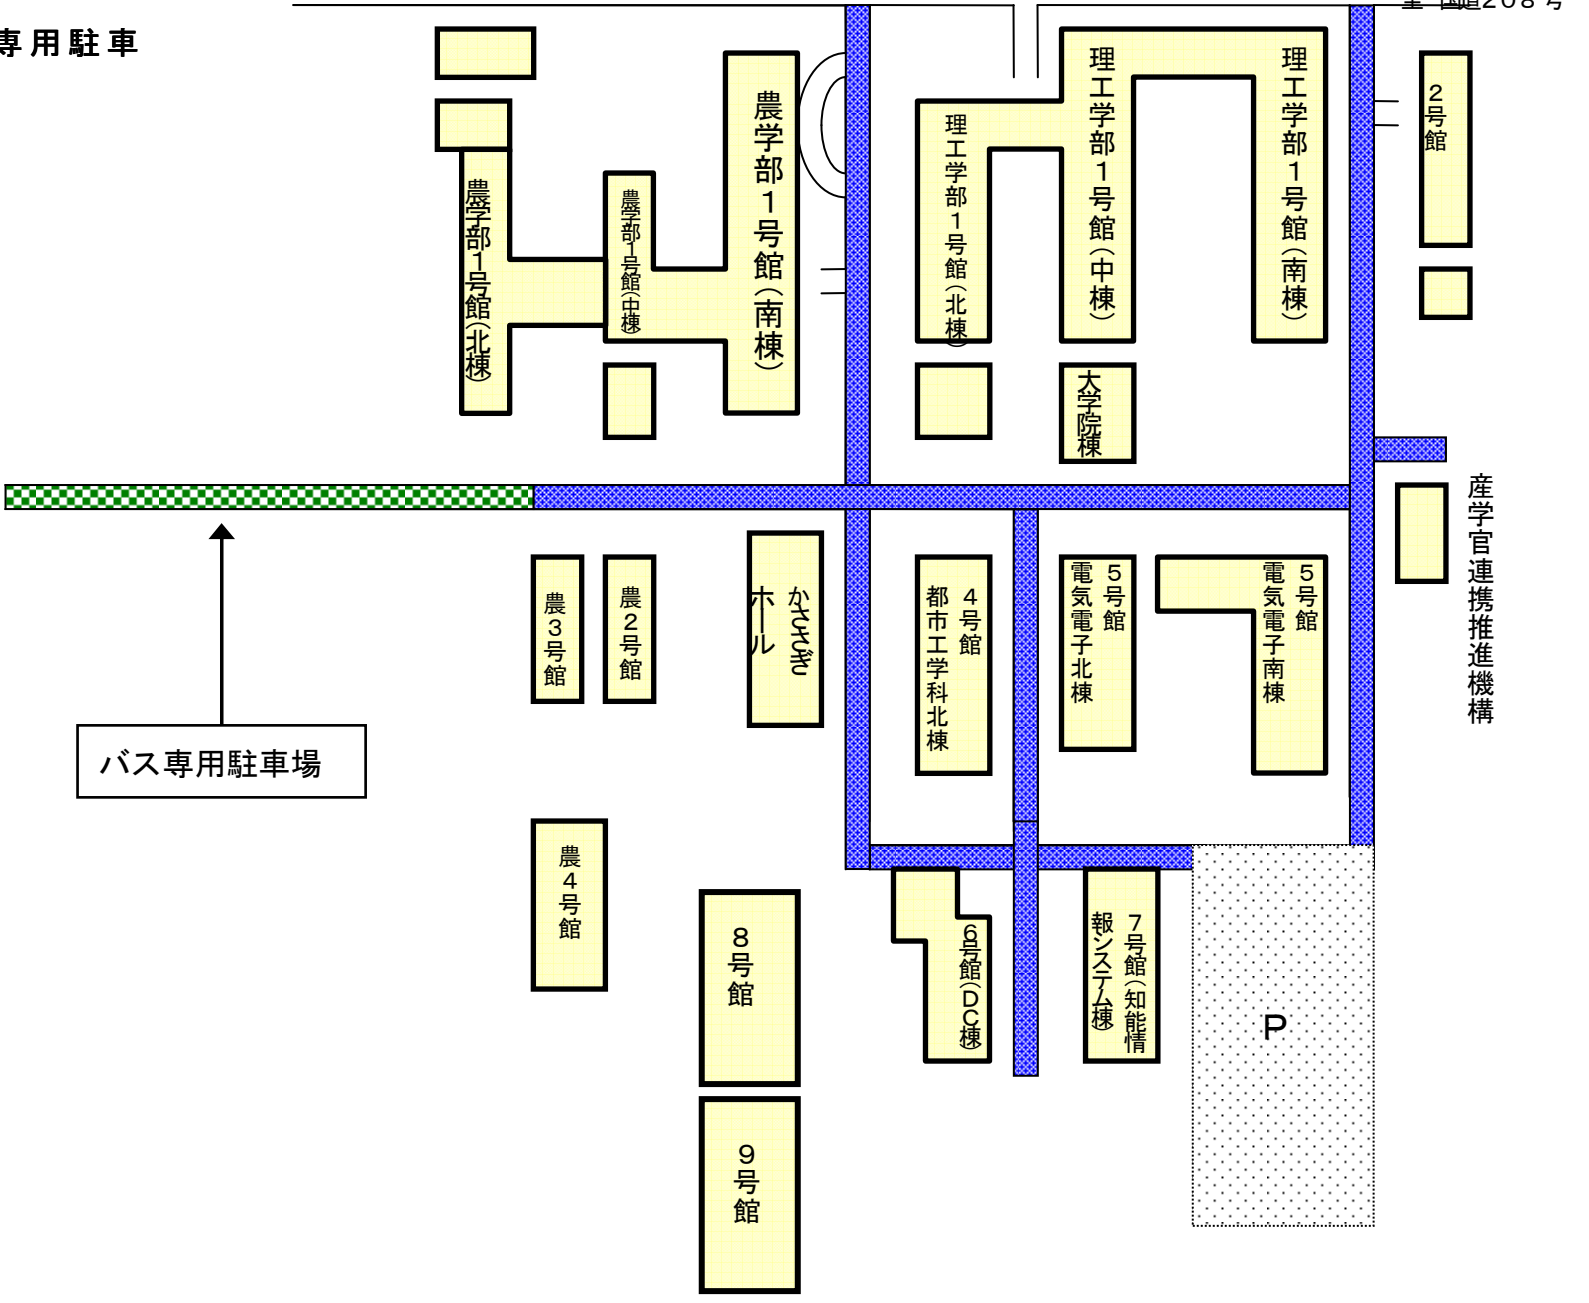 国道２０８号
専用駐車
農学部１号館（北棟）
農学部１号館（中棟）
農学部１号館（南棟）
理工学部１号館（北棟）
理工学部１号館（中棟）
理工学部１号館（南棟）
２号館
大学院棟
産学官連携推進機構
農３号館
農２号館
かささぎ
ホール
４号館
都市工学科北棟
５号館
電気電子北棟
５号館
電気電子南棟
バス専用駐車場
農４号館
８号館
６号館（ＤＣ棟）
７号館（知能情
報システム棟）
Ｐ
９号館